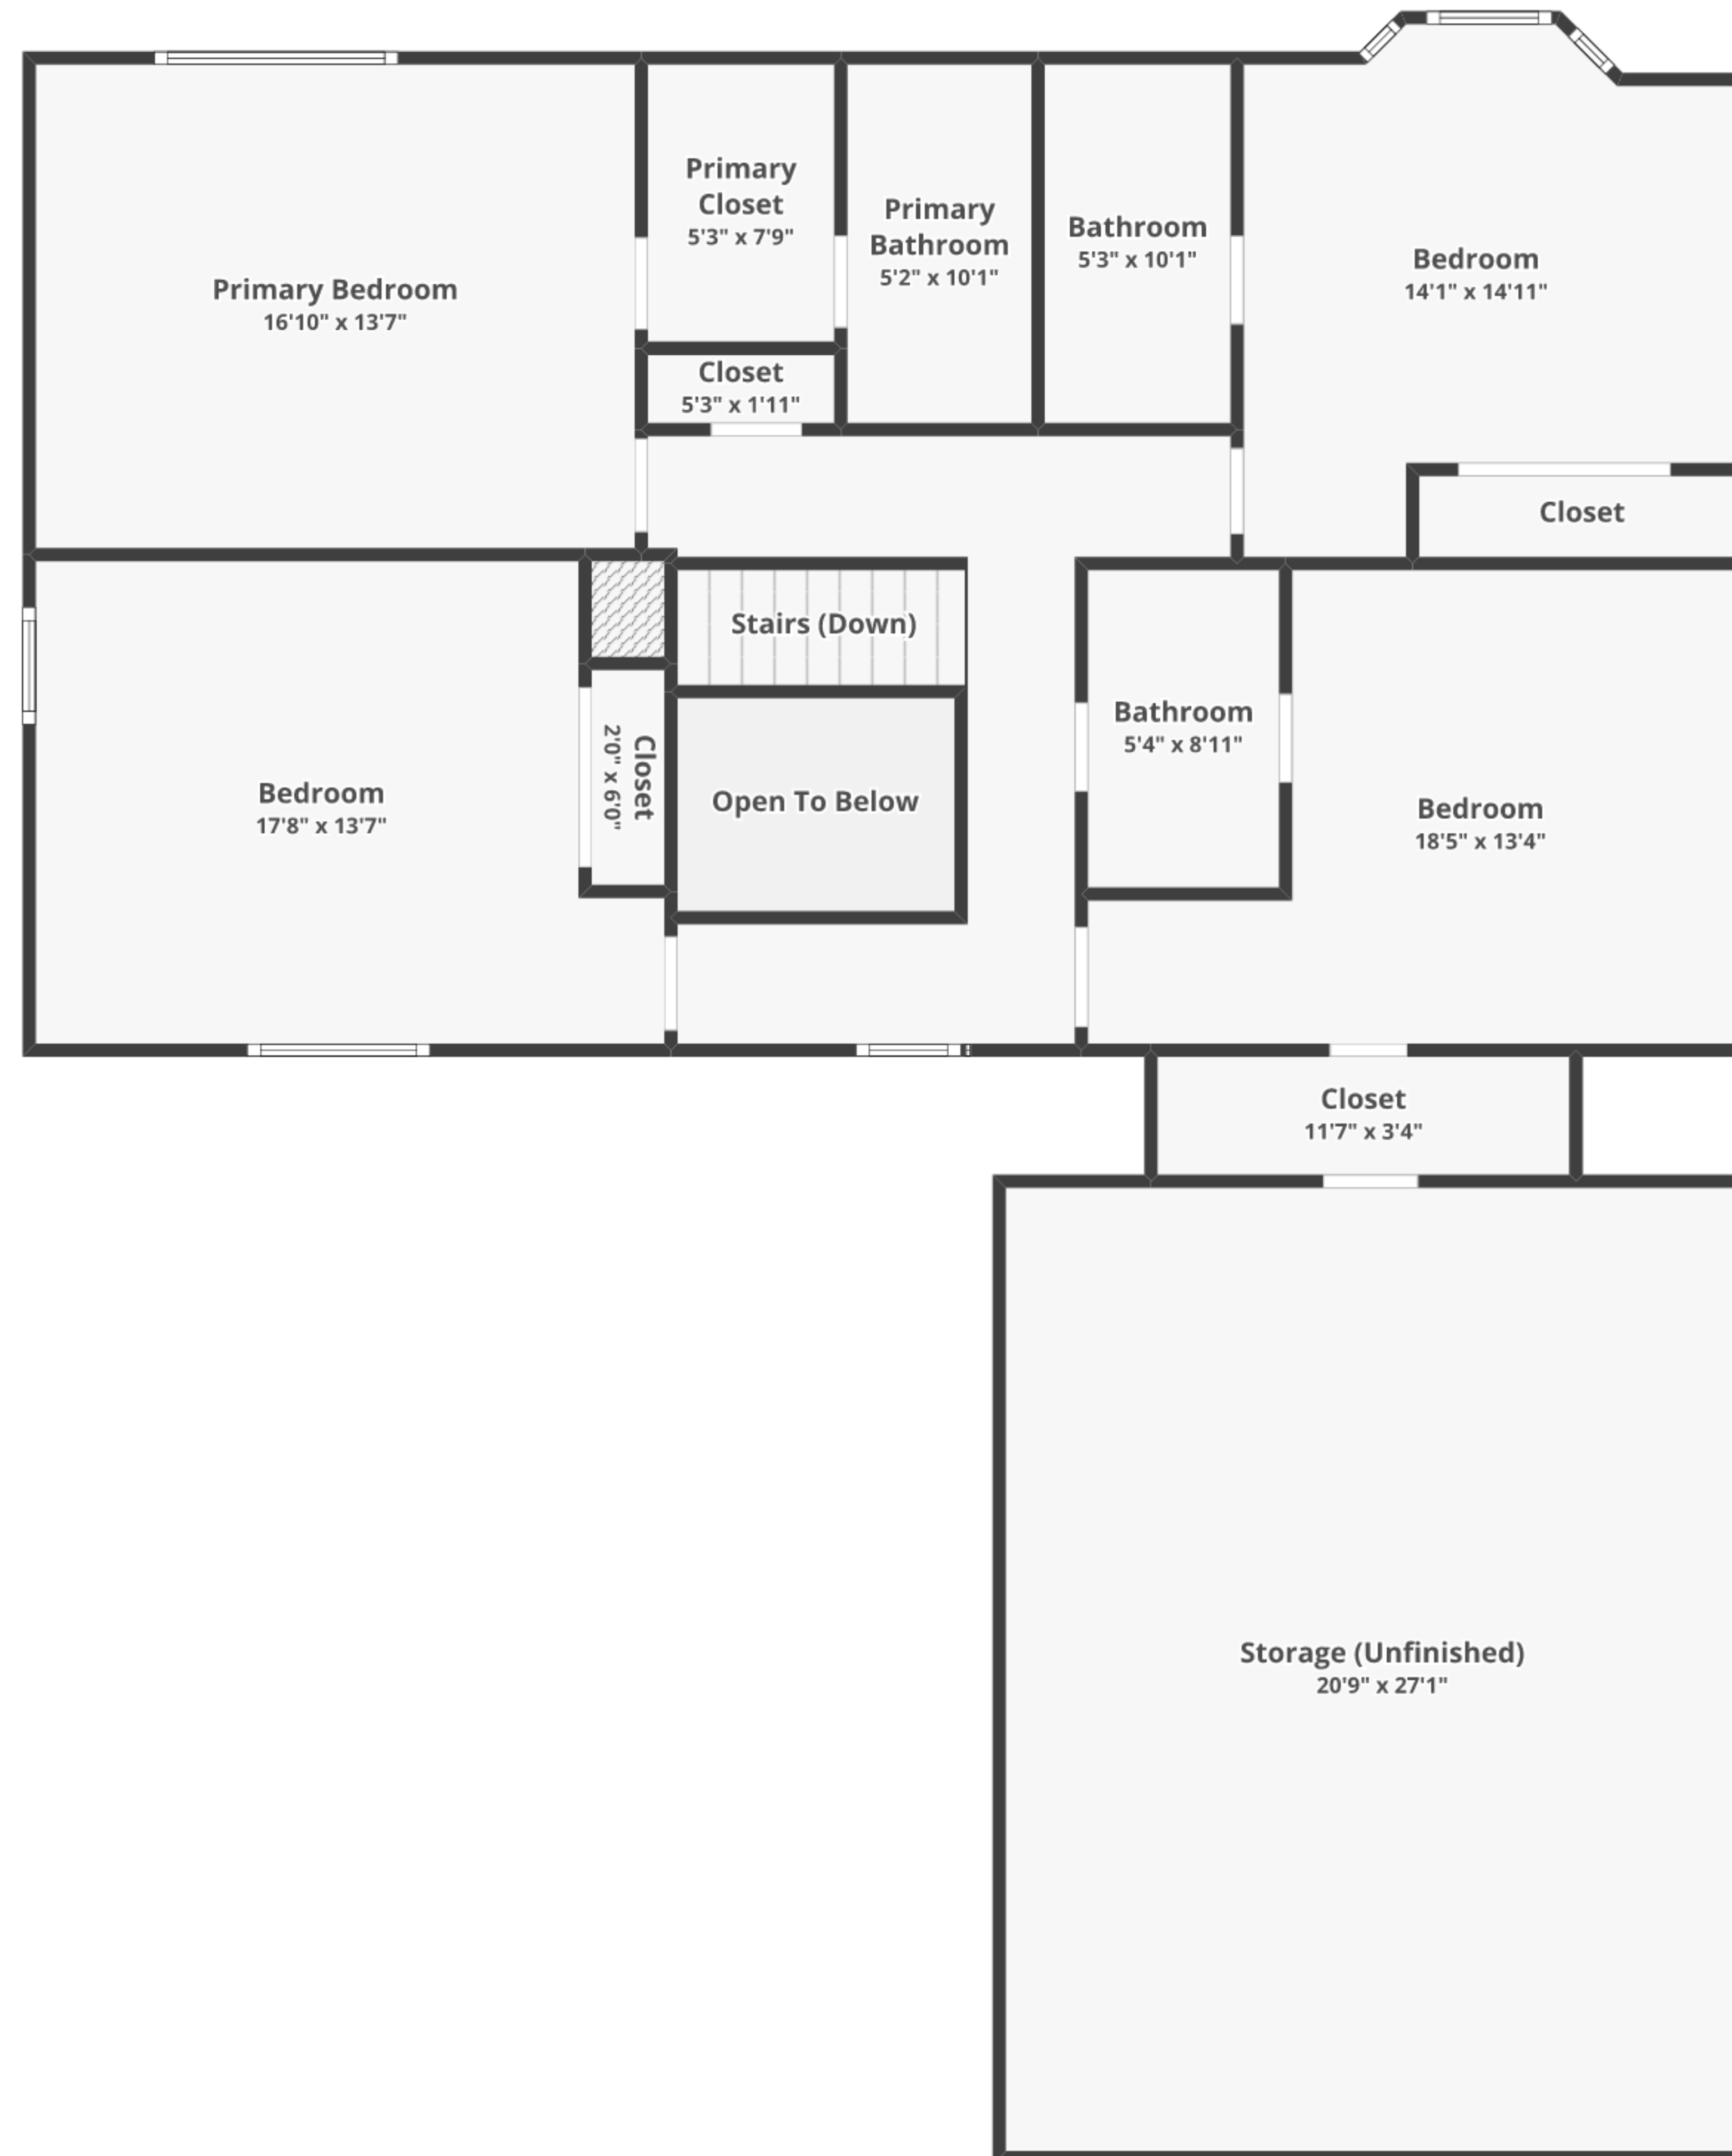 Primary
Closet
5'3" x 7'9"
Primary
Bathroom
5'2" x 10'1"
Bathroom
5'3" x 10'1"
Bedroom
14'1" x 14'11"
Primary Bedroom
16'10" x 13'7"
Closet
5'3" x 1'11"
Closet
Stairs (Down)
Bathroom
5'4" x 8'11"
Closet
2'0" x 6'0"
Open To Below
Bedroom
17'8" x 13'7"
Bedroom
18'5" x 13'4"
Closet
11'7" x 3'4"
Storage (Unfinished)
20'9" x 27'1"